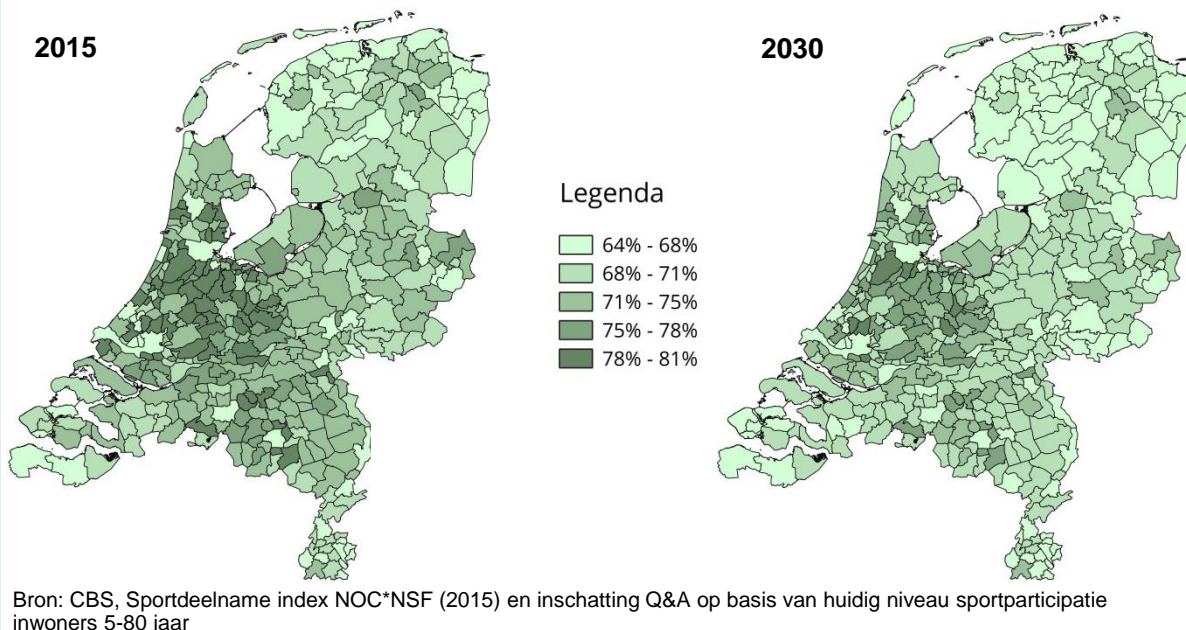 2015
2030
Legenda
64% - 68%
68% - 71%
71% - 75%
75% - 78%
78% - 81%
Bron: CBS, Sportdeelname index NOC*NSF (2015) en inschatting Q&A op basis van huidig niveau sportparticipatie
inwoners 5-80 jaar